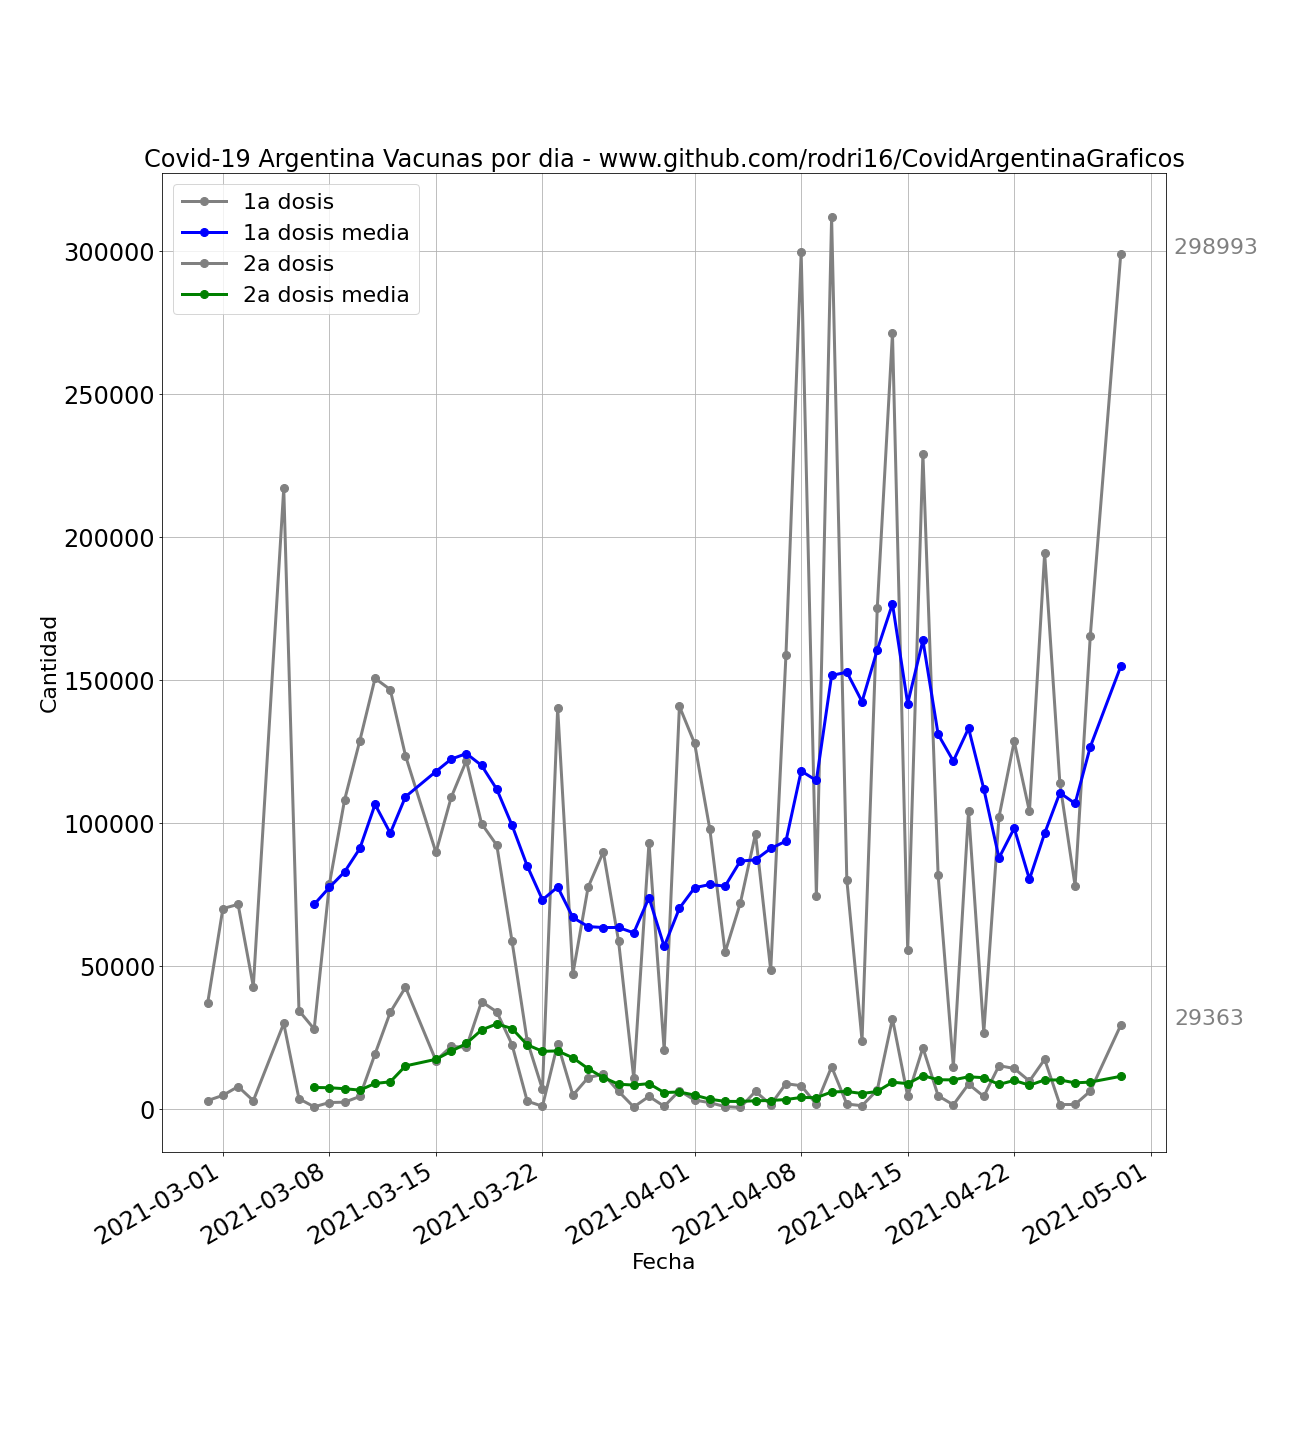 Covid-19 Argentina Vacunas por dia - www.github.com/rodri16/CovidArgentinaGraficos
1a dosis
1a dosis media
2a dosis
2a dosis media
300000
250000
200000
150000
100000
50000
0
Cantidad
298993
29363
2021-03-01
2021-03-08
2021-03-15
2021-03-22
2021-04-01
2021-04-08
2021-04-15
2021-04-22
2021-05-01
Fecha